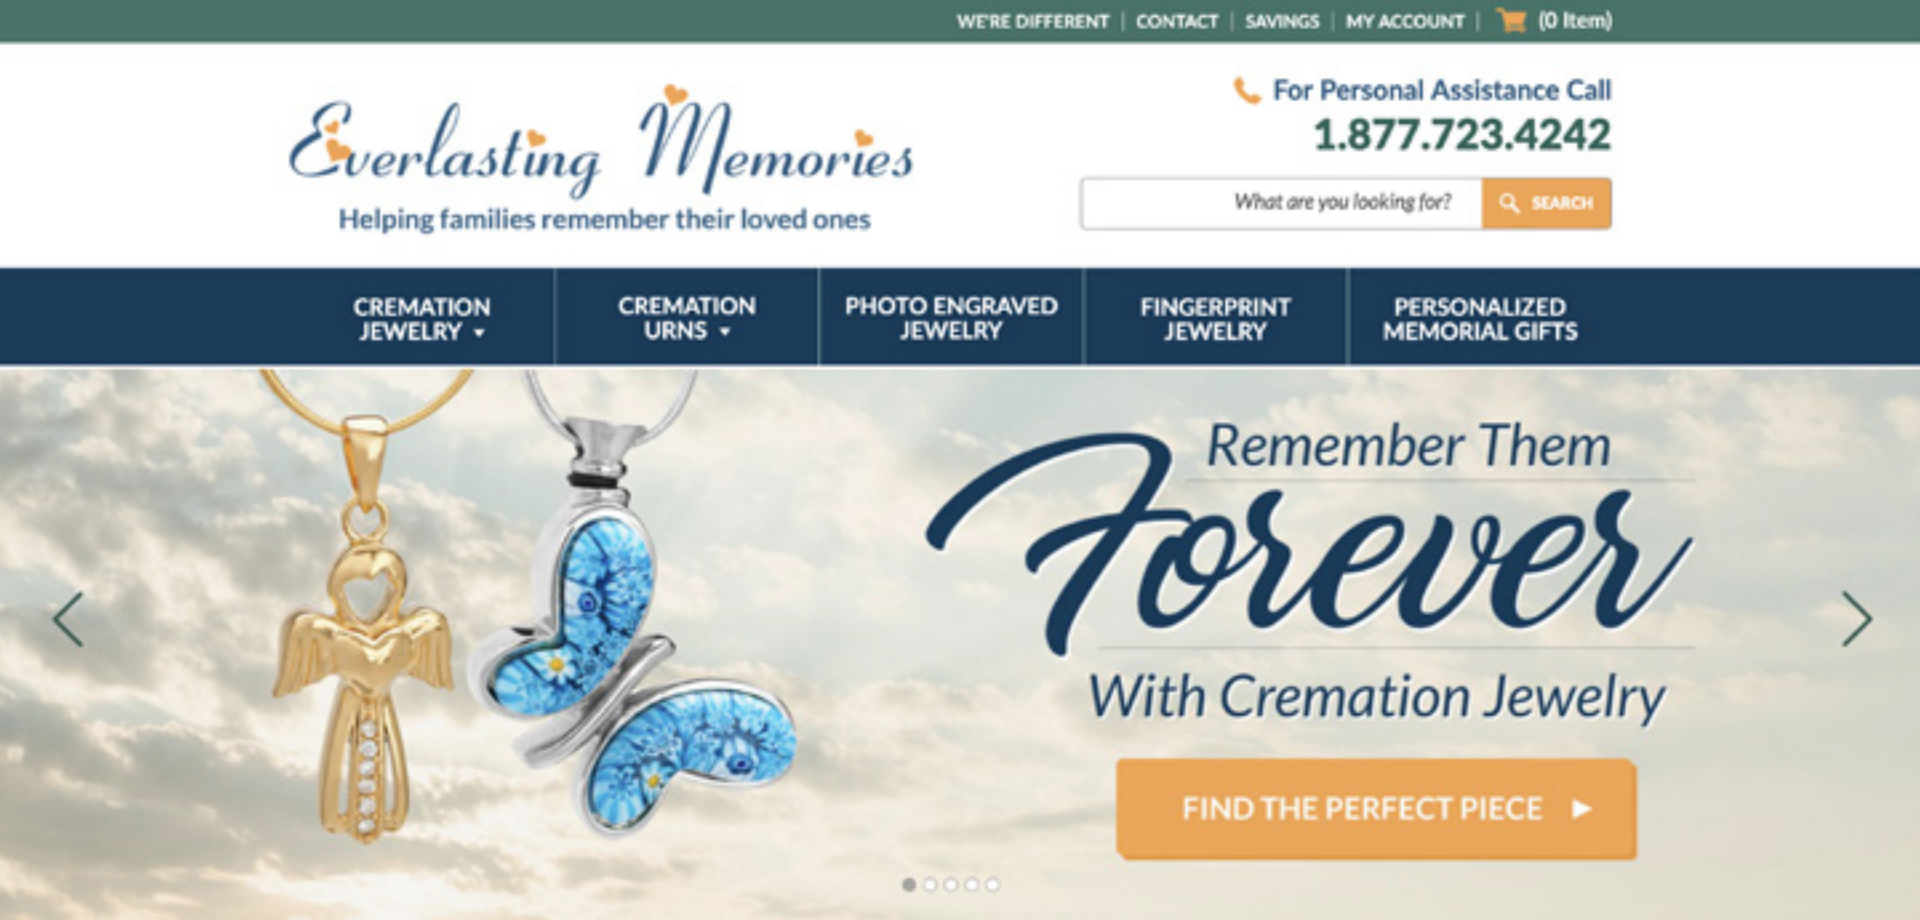 WE'RE DIFFERENT | CONTACT | SAVINGS | MY ACCOUNT | (0 Item)
Everlasting Memories
Helping families remember their loved ones
For Personal Assistance Call
1.877.723.4242
What are you looking for? SEARCH
CREMATION
JEWELRY
CREMATION
URNS
PHOTO ENGRAVED
JEWELRY
FINGERPRINT
JEWELRY
PERSONALIZED
MEMORIAL GIFTS
Remember Them
Forever
With Cremation Jewelry
FIND THE PERFECT PIECE